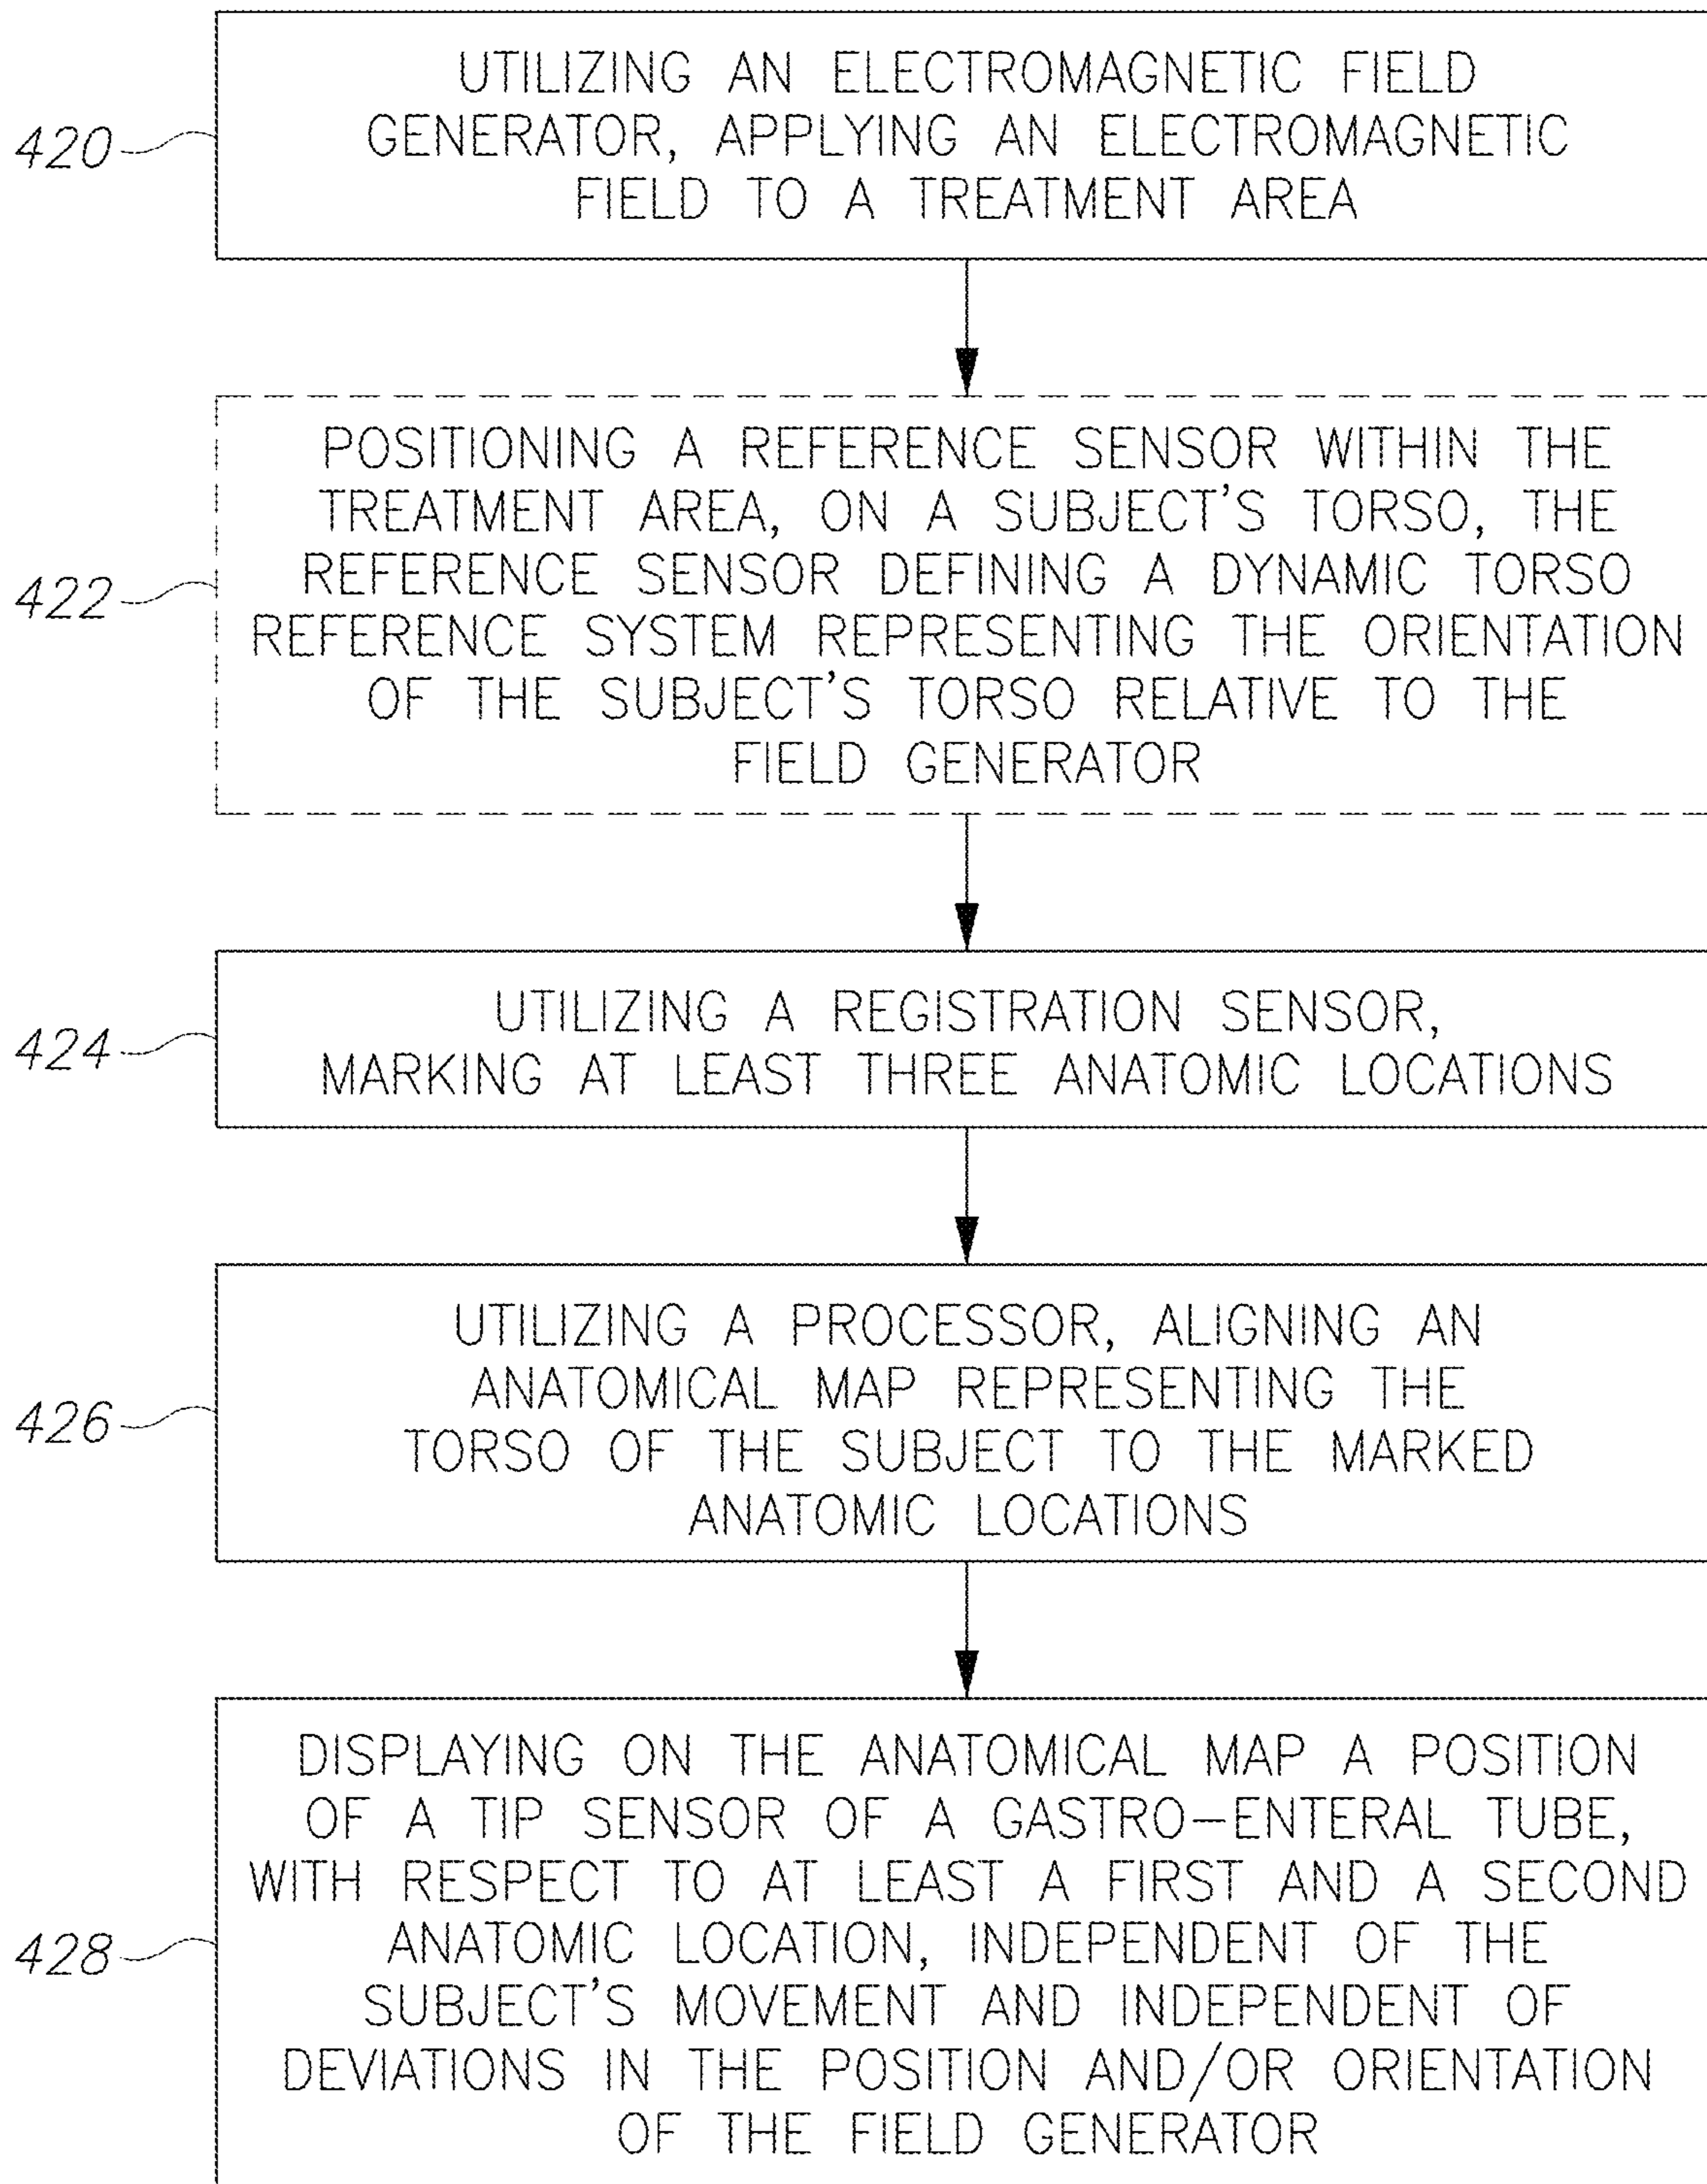 UTILIZING AN ELECTROMAGNETIC FIELD
420
GENERATOR, APPLYING AN ELECTROMAGNETIC
FIELD TO A TREATMENT AREA
POSITIONING A REFERENCE SENSOR WITHIN THE
TREATMENT AREA, ON A SUBJECT'S TORSO, THE
422
REFERENCE SENSOR DEFINING A DYNAMIC TORSO
REFERENCE SYSTEM REPRESENTING THE ORIENTATION
OF THE SUBJECT'S TORSO RELATIVE TO THE
FIELD GENERATOR
424
UTILIZING A REGISTRATION SENSOR,
MARKING AT LEAST THREE ANATOMIC LOCATIONS
UTILIZING A PROCESSOR, ALIGNING AN
ANATOMICAL MAP REPRESENTING THE
426
TORSO OF THE SUBJECT TO THE MARKED
ANATOMIC LOCATIONS
DISPLAYING ON THE ANATOMICAL MAP A POSITION
OF A TIP SENSOR OF A GASTRO-ENTERAL TUBE,
WITH RESPECT TO AT LEAST A FIRST AND A SECOND
428
ANATOMIC LOCATION, INDEPENDENT OF THE
SUBJECT'S MOVEMENT AND INDEPENDENT OF
DEVIATIONS IN THE POSITION AND/OR ORIENTATION
OF THE FIELD GENERATOR